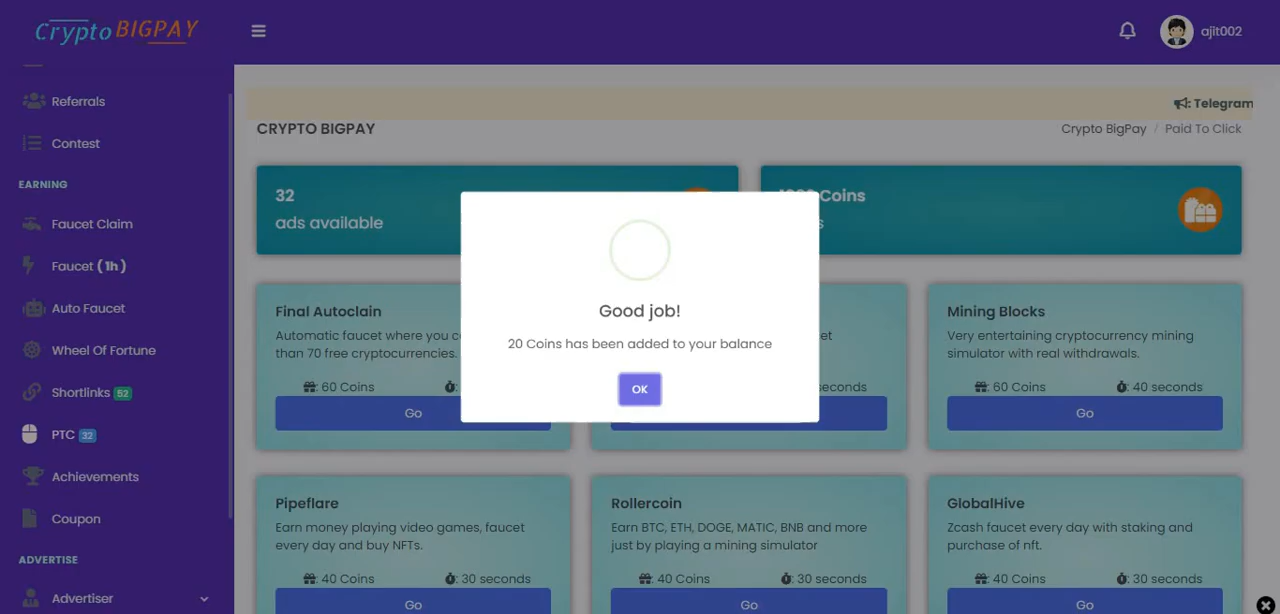 Crypto BIGPAY
ajit002
Referrals
Contest
EARNING
Faucet Claim
Faucet ( 1h )
Auto Faucet
Wheel Of Fortune
Shortlinks 52
PTC 32
Achievements
Coupon
ADVERTISE
Advertiser
: Telegram
CRYPTO BIGPAY
Crypto BigPay / Paid To Click
32
ads available
Coins
Good job!
20 Coins has been added to your balance
OK
Final Autoclain
Automatic faucet where you
than 70 free cryptocurrencies.
: 60 Coins
Go
seconds
Mining Blocks
Very entertaining cryptocurrency mining
simulator with real withdrawals.
: 60 Coins : 40 seconds
Go
Pipeflare
Earn money playing video games, faucet
every day and buy NFTs.
: 40 Coins : 30 seconds
Go
Rollercoin
Earn BTC, ETH, DOGE, MATIC, BNB and more
just by playing a mining simulator
: 40 Coins : 30 seconds
Go
GlobalHive
Zcash faucet every day with staking and
purchase of nft.
: 40 Coins : 30 seconds
Go